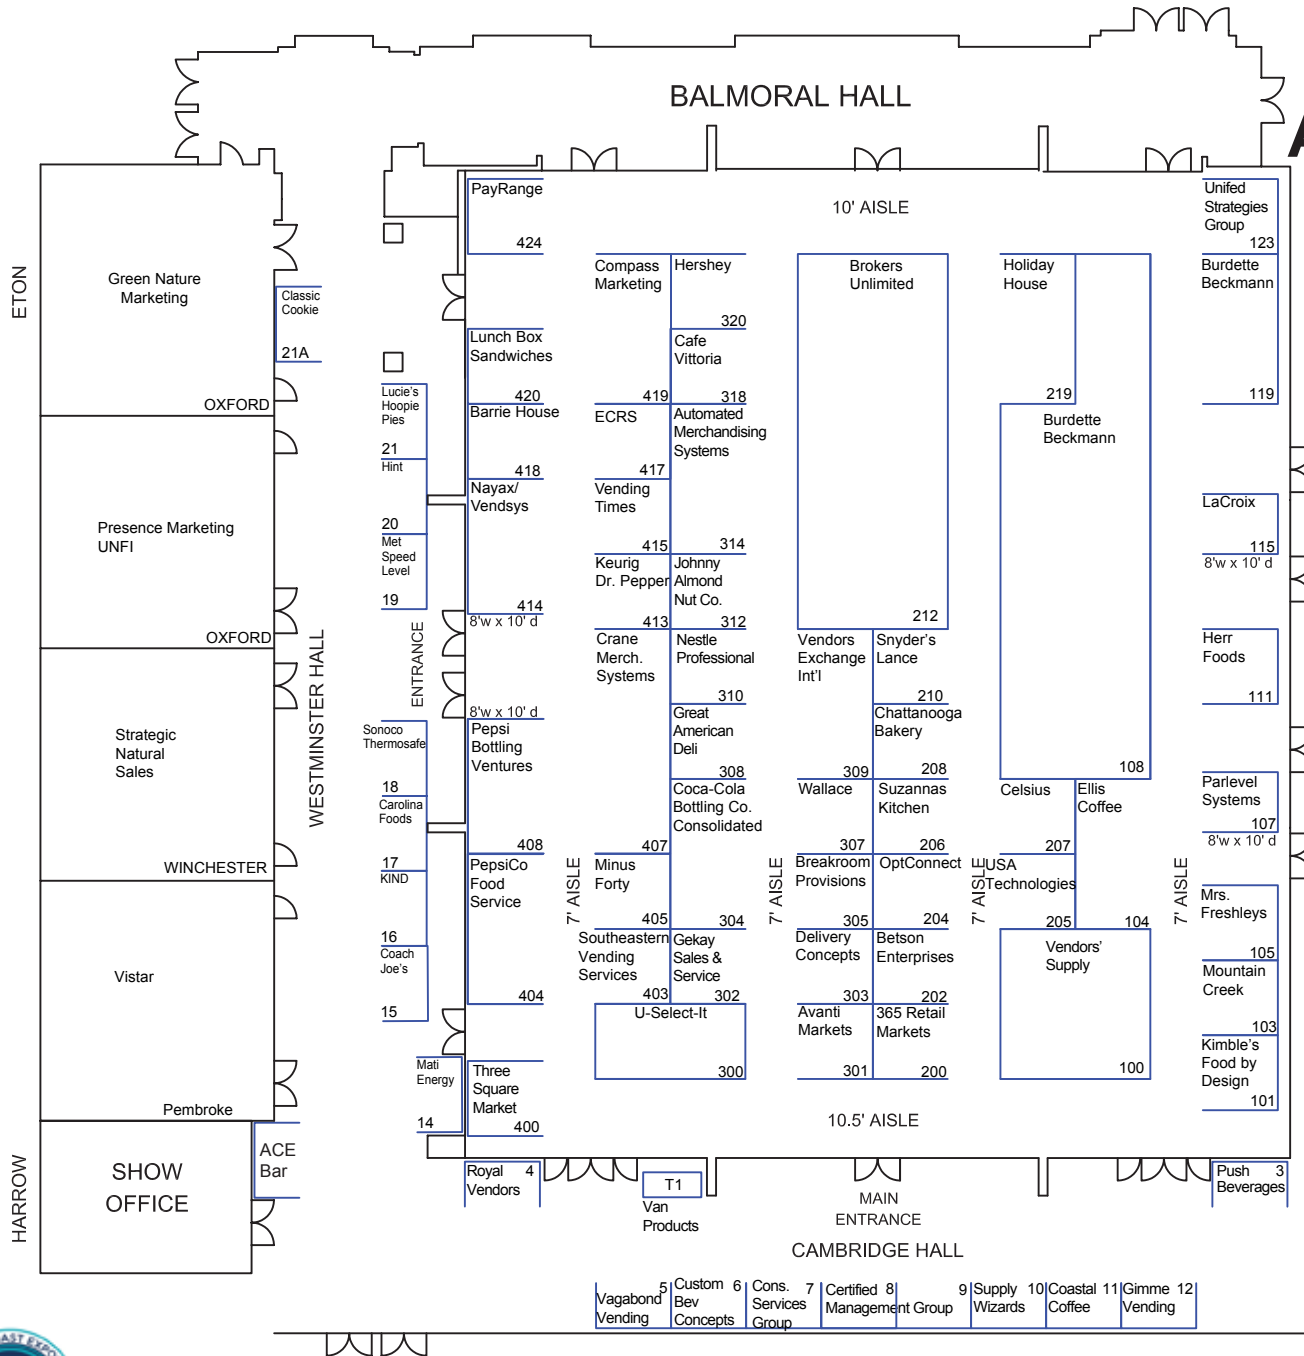 BALMORAL HALL
A
PayRange
424
10' AISLE
Unifed
Strategies
Group
123
ETON
Green Nature
Marketing
OXFORD
Classic
Cookie
21A
Compass
Marketing
419
Hershey
320
Brokers
Unlimited
212
Holiday
House
219
Burdette
Beckmann
119
Lunch Box
Sandwiches
420
Cafe
Vittoria
318
Lucie's
Hoopie
Pies
21
Barrie House
418
ECRS
417
Automated
Merchandising
Systems
314
Burdette
Beckmann
108
Hint
20
Nayax/
Vendsys
414
8'w x 10' d
Vending
Times
415
LaCroix
115
8'w x 10' d
Presence Marketing
UNFI
OXFORD
Met
Speed
Level
19
Keurig
Dr. Pepper
413
Johnny
Almond
Nut Co.
312
WESTMINSTER HALL
ENTRANCE
Crane
Merch.
Systems
407
Nestle
Professional
310
Vendors
Exchange
Int'l
309
Snyder's
Lance
210
Herr
Foods
111
Strategic
Natural
Sales
WINCHESTER
Sonoco
Thermosafe
18
8'w x 10' d
Pepsi
Bottling
Ventures
408
Great
American
Deli
308
Chattanooga
Bakery
208
Carolina
Foods
17
Coca-Cola
Bottling Co.
Consolidated
304
Wallace
307
Suzannas
Kitchen
206
Celsius
207
Ellis
Coffee
104
Parlevel
Systems
107
8'w x 10' d
KIND
16
PepsiCo
Food
Service
404
7' AISLE
Minus
Forty
405
7' AISLE
Breakroom
Provisions
305
OptConnect
204
7' AISLE
USA
Technologies
205
7' AISLE
Mrs.
Freshleys
105
Vistar
Pembroke
Coach
Joe's
15
Southeastern
Vending
Services
403
Gekay
Sales &
Service
302
Delivery
Concepts
303
Betson
Enterprises
202
Vendors'
Supply
100
Mountain
Creek
103
U-Select-It
300
Avanti
Markets
301
365 Retail
Markets
200
Kimble's
Food by
Design
101
Mati
Energy
14
Three
Square
Market
400
10.5' AISLE
HARROW
SHOW
OFFICE
ACE
Bar
Royal 4
Vendors
T1
Van
Products
MAIN
ENTRANCE
Push 3
Beverages
CAMBRIDGE HALL
5
Vagabond
Vending
Custom 6
Bev
Concepts
Cons. 7
Services
Group
Certified 8 9
Management Group
Supply 10
Wizards
Coastal 11
Coffee
Gimme 12
Vending
AST EXPO